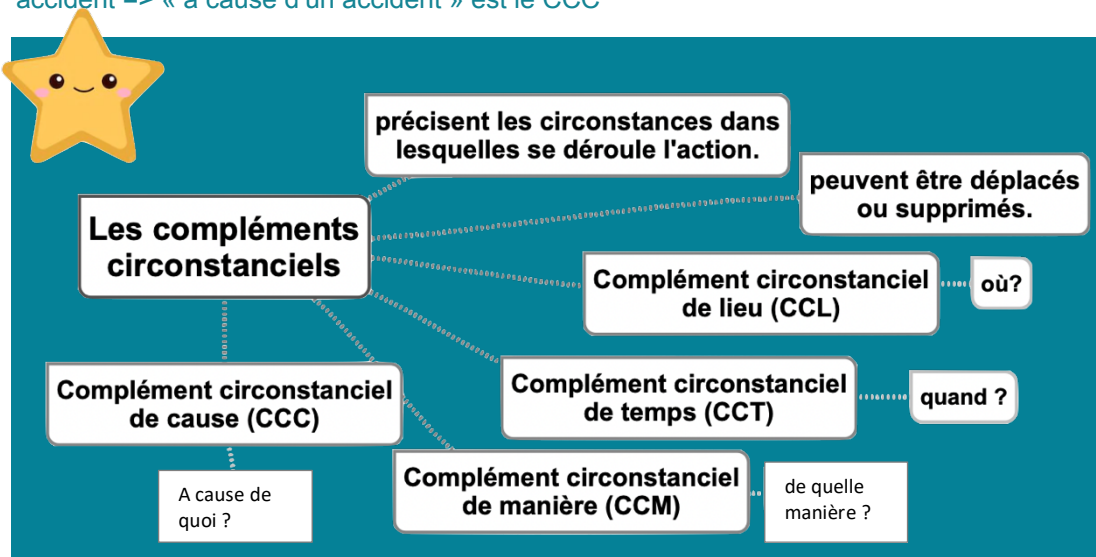 accident => « à cause d'un accident » est le CCC
précisent les circonstances dans
lesquelles se déroule l'action.
peuvent être déplacés
ou supprimés.
Les compléments
circonstanciels
Complément circonstanciel
de lieu (CCL)
où?
Complément circonstanciel
de temps (CCT)
quand ?
Complément circonstanciel
de cause (CCC)
A cause de
quoi ?
Complément circonstanciel
de manière (CCM)
de quelle
manière ?